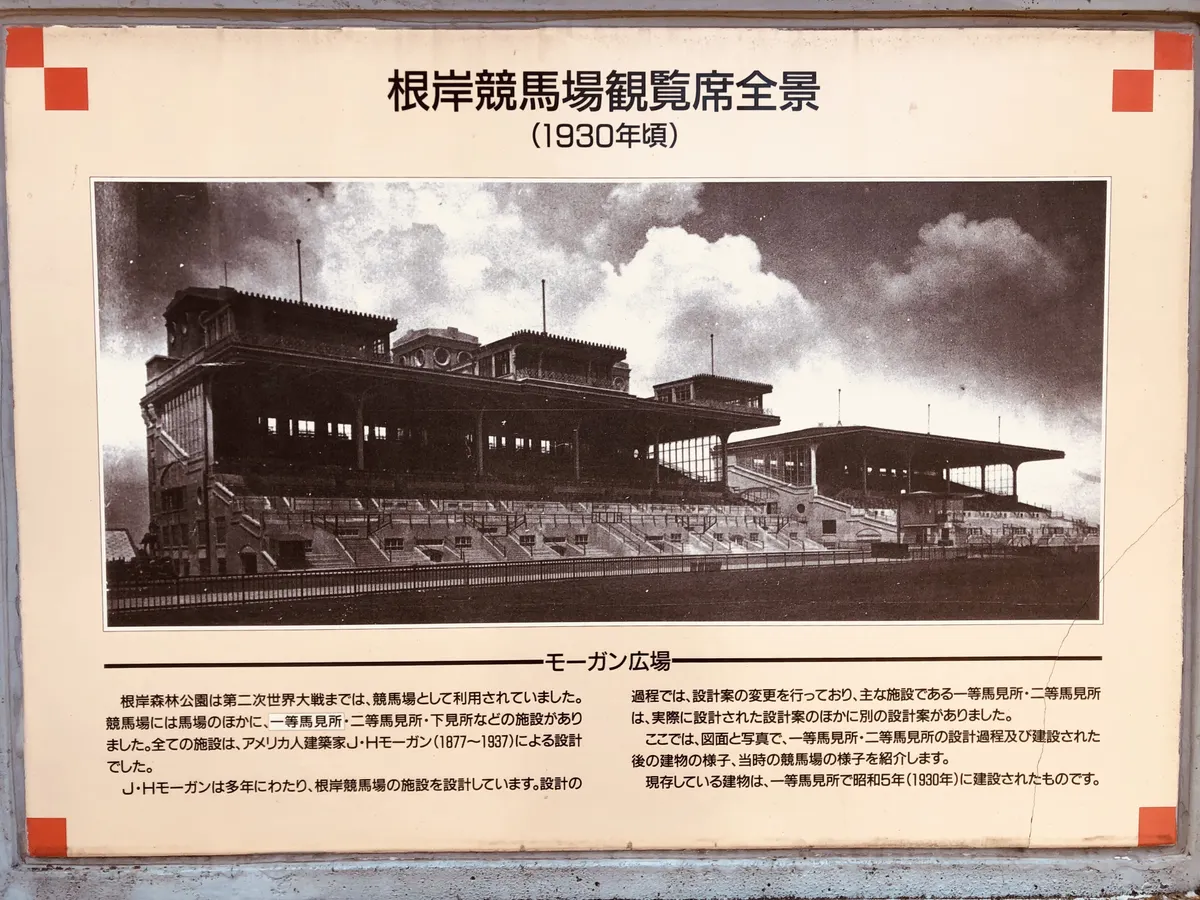 根岸競馬場観覧席全景
(1930年頃)
モーガン広場
根岸森林公園は第二次世界大戦までは、競馬場として利用されていました。
競馬場には馬場のほかに、一等馬見所・二等馬見所・下見所などの施設があり
ました。全ての施設は、アメリカ人建築家J・Hモーガン(1877〜1937)による設計
でした。
J・Hモーガンは多年にわたり、根岸競馬場の施設を設計しています。設計の
過程では、設計案の変更を行っており、主な施設である一等馬見所・二等馬見所
は、実際に設計された設計案のほかに別の設計案がありました。
ここでは、図面と写真で、一等馬見所・二等馬見所の設計過程及び建設された
後の建物の様子、当時の競馬場の様子を紹介します。
現存している建物は、一等馬見所で昭和5年(1930年)に建設されたものです。